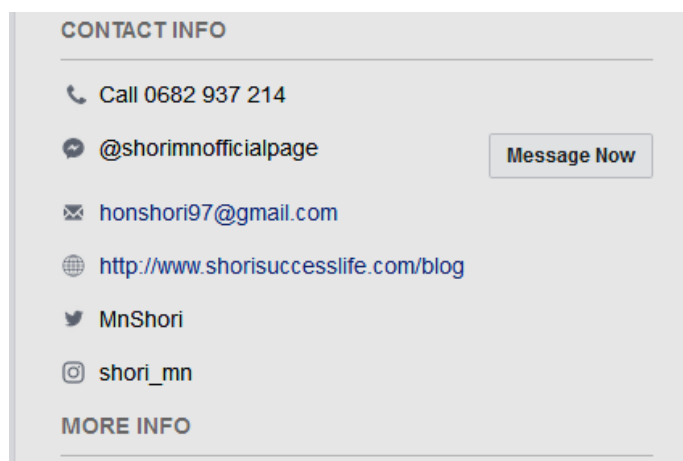 CONTACT INFO
Call 0682 937 214
@shorimnofficialpage
Message Now
honshori97@gmail.com
http://www.shorisuccesslife.com/blog
MnShori
shori_mn
MORE INFO